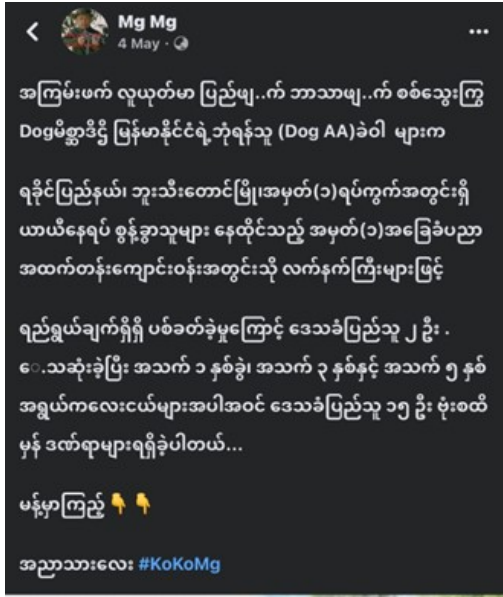 Mg Mg
4 May
အကြမ်းဖက် လူယုတ်မာ ပြည်ဖျ..က် ဘာသာဖျ..က် စစ်သွေးကြွ
Dogမိစ္ဆာဒိဋ္ဌိ မြန်မာနိုင်ငံရဲ့ဘုံရန်သူ (Dog AA)ခဲဝါ များက
ရခိုင်ပြည်နယ်၊ ဘူးသီးတောင်မြို့၊အမှတ်(၁)ရပ်ကွက်အတွင်းရှိ
ယာယီနေရပ် စွန့်ခွာသူများ နေထိုင်သည့် အမှတ်(၁)အခြေခံပညာ
အထက်တန်းကျောင်းဝန်းအတွင်းသို့ လက်နက်ကြီးများဖြင့်
ရည်ရွယ်ချက်ရှိရှိ ပစ်ခတ်ခဲ့မှုကြောင့် ဒေသခံပြည်သူ ၂ ဦး .
ေ.သဆုံးခဲ့ပြီး အသက် ၁ နှစ်ခွဲ၊ အသက် ၃ နှစ်နှင့် အသက် ၅ နှစ်
အရွယ်ကလေးငယ်များအပါအဝင် ဒေသခံပြည်သူ ၁၅ ဦး ဗုံးစထိ
မှန် ဒဏ်ရာများရရှိခဲ့ပါတယ်...
မန့်မှာကြည့် 👇 👇
အညာသားလေး #KoKoMg